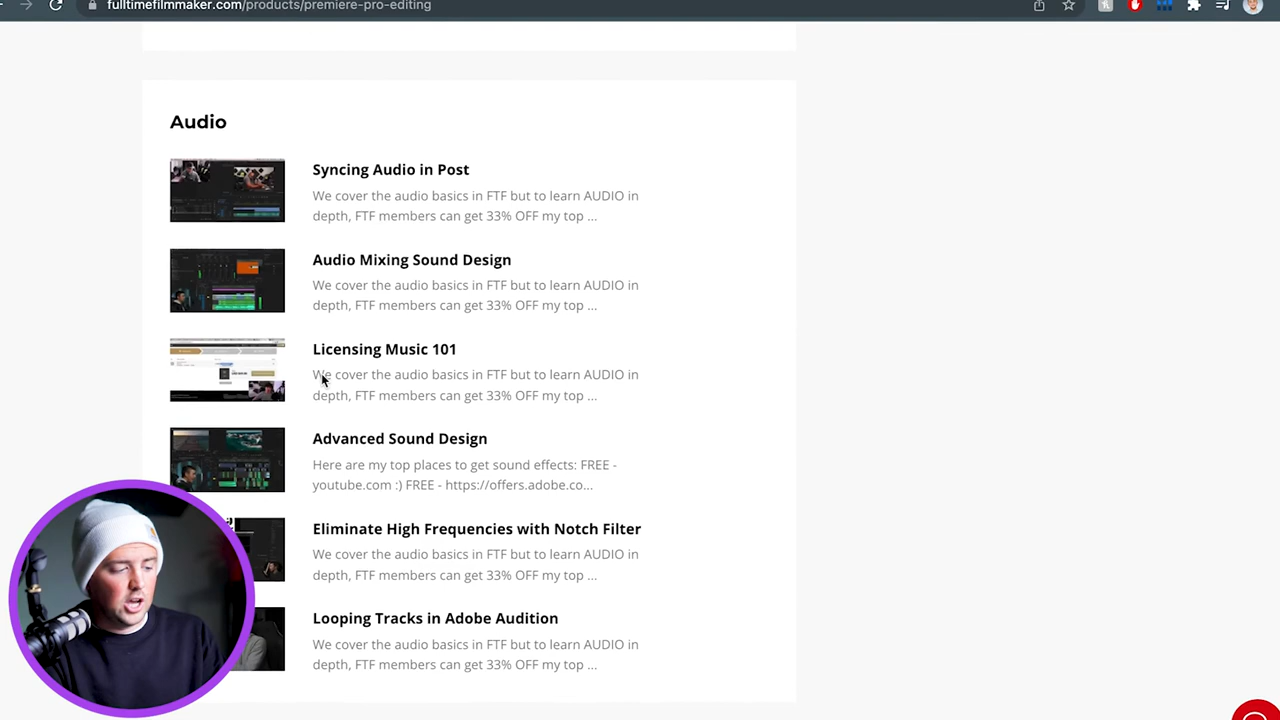 fulltimefilmmaker.com/products/premiere-pro-editing
Audio
Syncing Audio in Post
We cover the audio basics in FTF but to learn AUDIO in
depth, FTF members can get 33% OFF my top ...
Audio Mixing Sound Design
We cover the audio basics in FTF but to learn AUDIO in
depth, FTF members can get 33% OFF my top ...
Licensing Music 101
We cover the audio basics in FTF but to learn AUDIO in
depth, FTF members can get 33% OFF my top ...
Advanced Sound Design
Here are my top places to get sound effects: FREE -
youtube.com :) FREE - https://offers.adobe.co...
Eliminate High Frequencies with Notch Filter
We cover the audio basics in FTF but to learn AUDIO in
depth, FTF members can get 33% OFF my top ...
Looping Tracks in Adobe Audition
We cover the audio basics in FTF but to learn AUDIO in
depth, FTF members can get 33% OFF my top ...